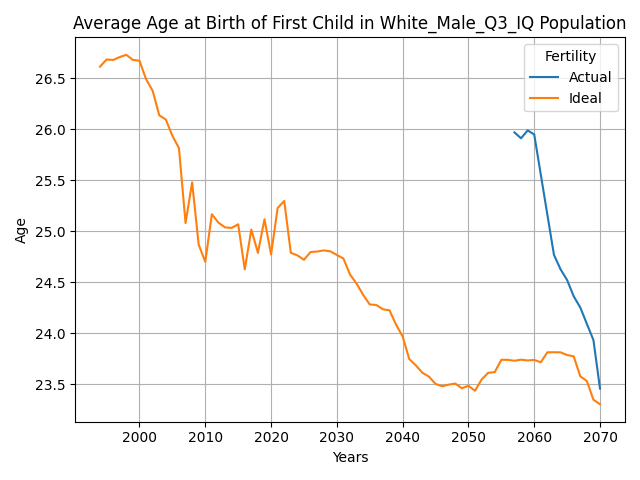 Average Age at Birth of First Child in White_Male_Q3_IQ Population
Fertility
Actual
Ideal
26.5
26.0
25.5
25.0
24.5
24.0
23.5
Age
2000 2010 2020 2030 2040 2050 2060 2070
Years